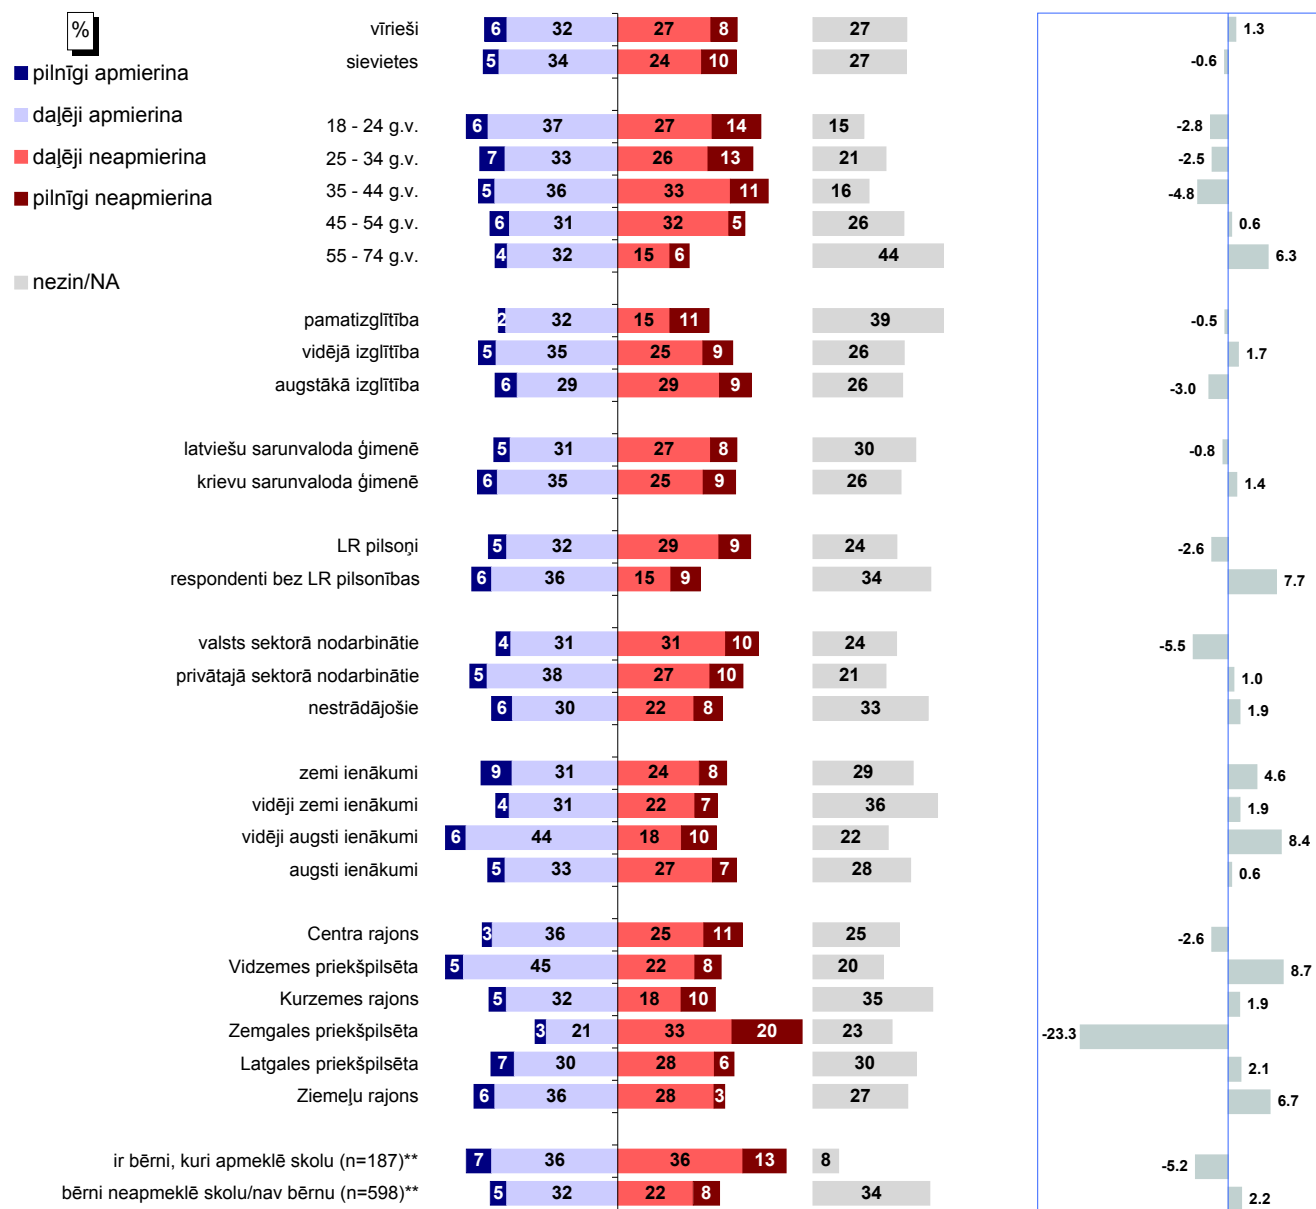 %
pilnīgi apmierina
daļēji apmierina
daļēji neapmierina
pilnīgi neapmierina
nezin/NA
vīrieši 6 32 27 8 27 1.3
sievietes 5 34 24 10 27 -0.6
18 - 24 g.v. 6 37 27 14 15 -2.8
25 - 34 g.v. 7 33 26 13 21 -2.5
35 - 44 g.v. 5 36 33 11 16 -4.8
45 - 54 g.v. 6 31 32 5 26 0.6
55 - 74 g.v. 4 32 15 6 44 6.3
pamatizglītība 2 32 15 11 39 -0.5
vidējā izglītība 5 35 25 9 26 1.7
augstākā izglītība 6 29 29 9 26 -3.0
latviešu sarunvaloda ģimenē 5 31 27 8 30 -0.8
krievu sarunvaloda ģimenē 6 35 25 9 26 1.4
LR pilsoņi 5 32 29 9 24 -2.6
respondenti bez LR pilsonības 6 36 15 9 34 7.7
valsts sektorā nodarbinātie 4 31 31 10 24 -5.5
privātajā sektorā nodarbinātie 5 38 27 10 21 1.0
nestrādājošie 6 30 22 8 33 1.9
zemi ienākumi 9 31 24 8 29 4.6
vidēji zemi ienākumi 4 31 22 7 36 1.9
vidēji augsti ienākumi 6 44 18 10 22 8.4
augsti ienākumi 5 33 27 7 28 0.6
Centra rajons 3 36 25 11 25 -2.6
Vidzemes priekšpilsēta 5 45 22 8 20 8.7
Kurzemes rajons 5 32 18 10 35 1.9
Zemgales priekšpilsēta 3 21 33 20 23 -23.3
Latgales priekšpilsēta 7 30 28 6 30 2.1
Ziemeļu rajons 6 36 28 3 27 6.7
ir bērni, kuri apmeklē skolu (n=187)** 7 36 36 13 8 -5.2
bērni neapmeklē skolu/nav bērnu (n=598)** 5 32 22 8 34 2.2